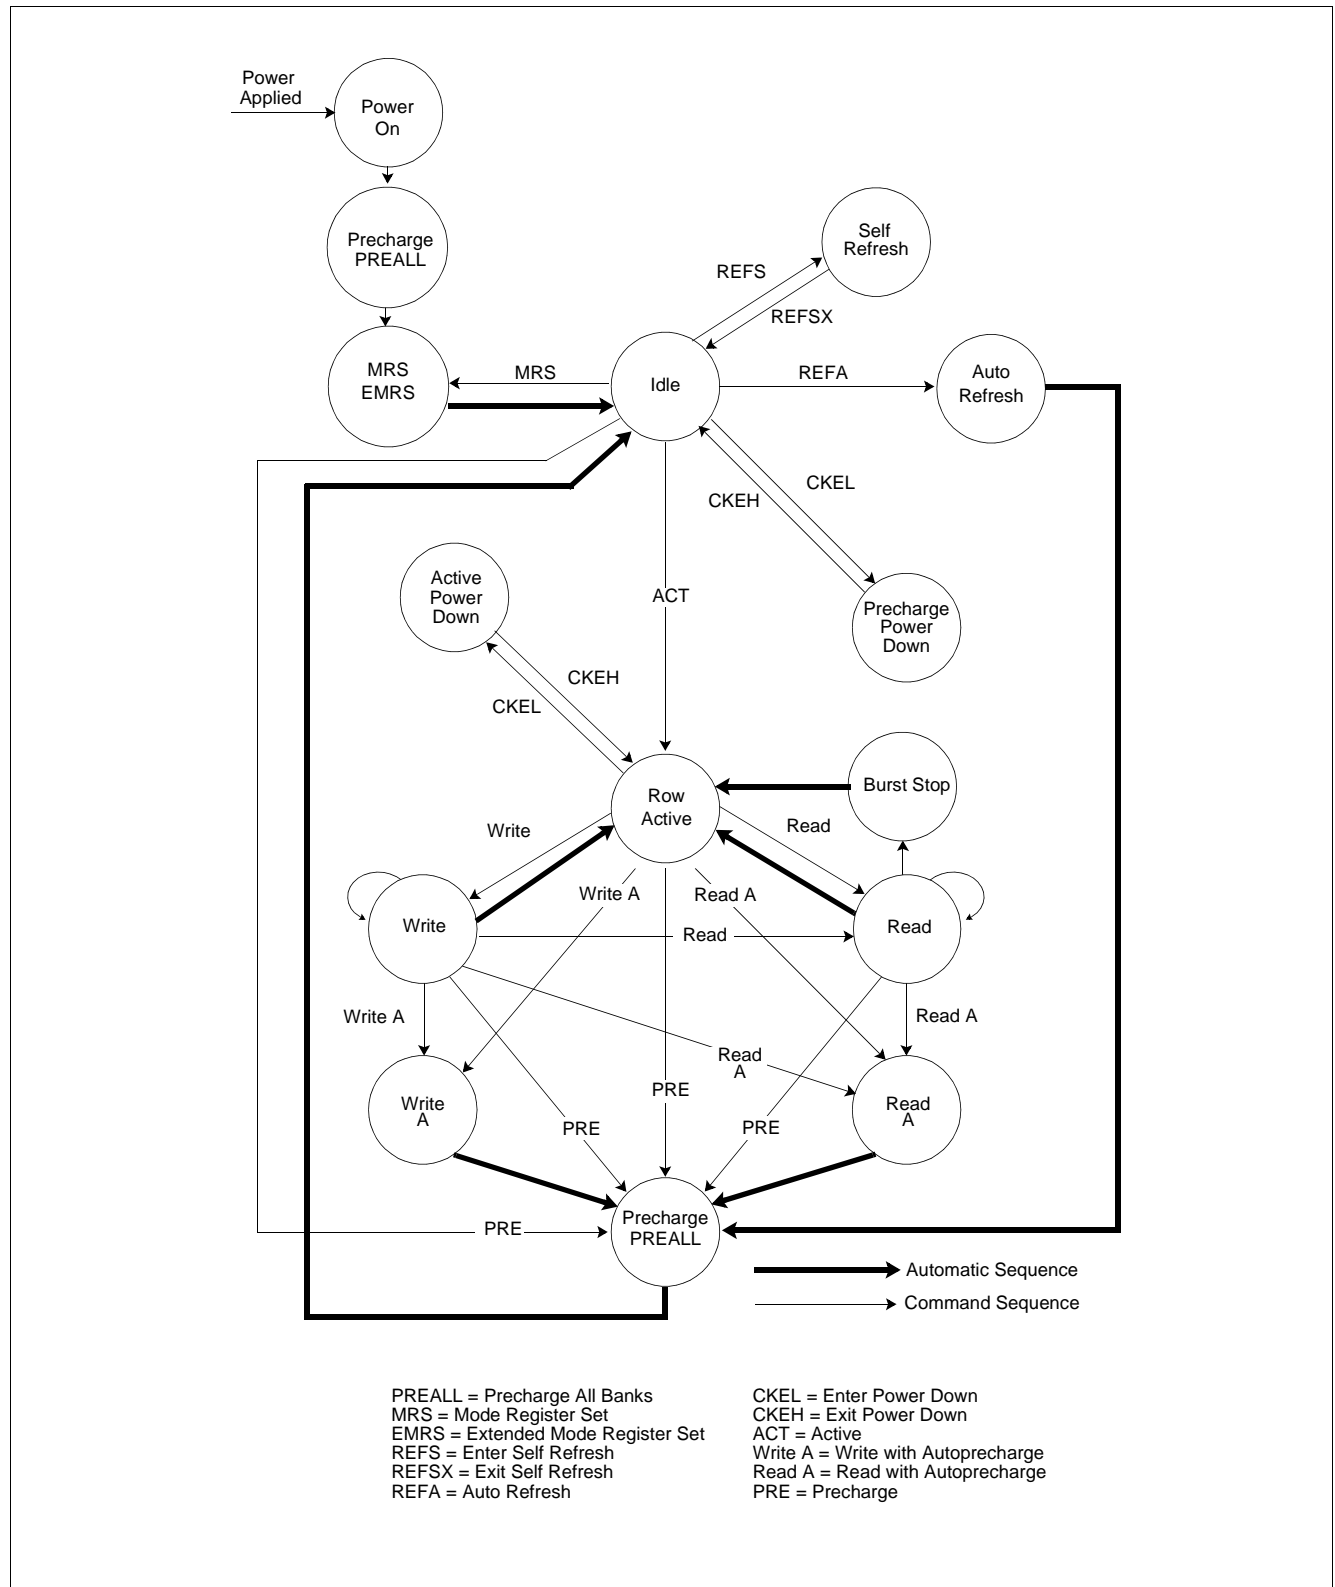 Power
Applied
Power
On
Precharge
PREALL
Self
Refresh
REFS
REFSX
MRS
EMRS
MRS
Idle
REFA
Auto
Refresh
CKEL
CKEH
Active
Power
Down
ACT
Precharge
Power
Down
CKEH
CKEL
Row
Active
Burst Stop
Write
Read
Write A
Read A
Write
Read
Read
Write A
Read A
Read
A
Write
A
PRE
Read
A
PRE
PRE
Precharge
PREALL
PRE
Automatic Sequence
Command Sequence
PREALL = Precharge All Banks
MRS = Mode Register Set
EMRS = Extended Mode Register Set
REFS = Enter Self Refresh
REFSX = Exit Self Refresh
REFA = Auto Refresh
CKEL = Enter Power Down
CKEH = Exit Power Down
ACT = Active
Write A = Write with Autoprecharge
Read A = Read with Autoprecharge
PRE = Precharge